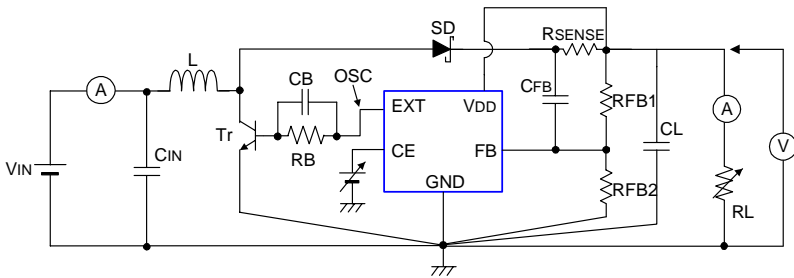 SD
RSENSE
L
CB
OSC
A
EXT
VDD
CFB
RFB1
A
Tr
RB
CL
V
VIN
CIN
CE
FB
GND
RFB2
RL